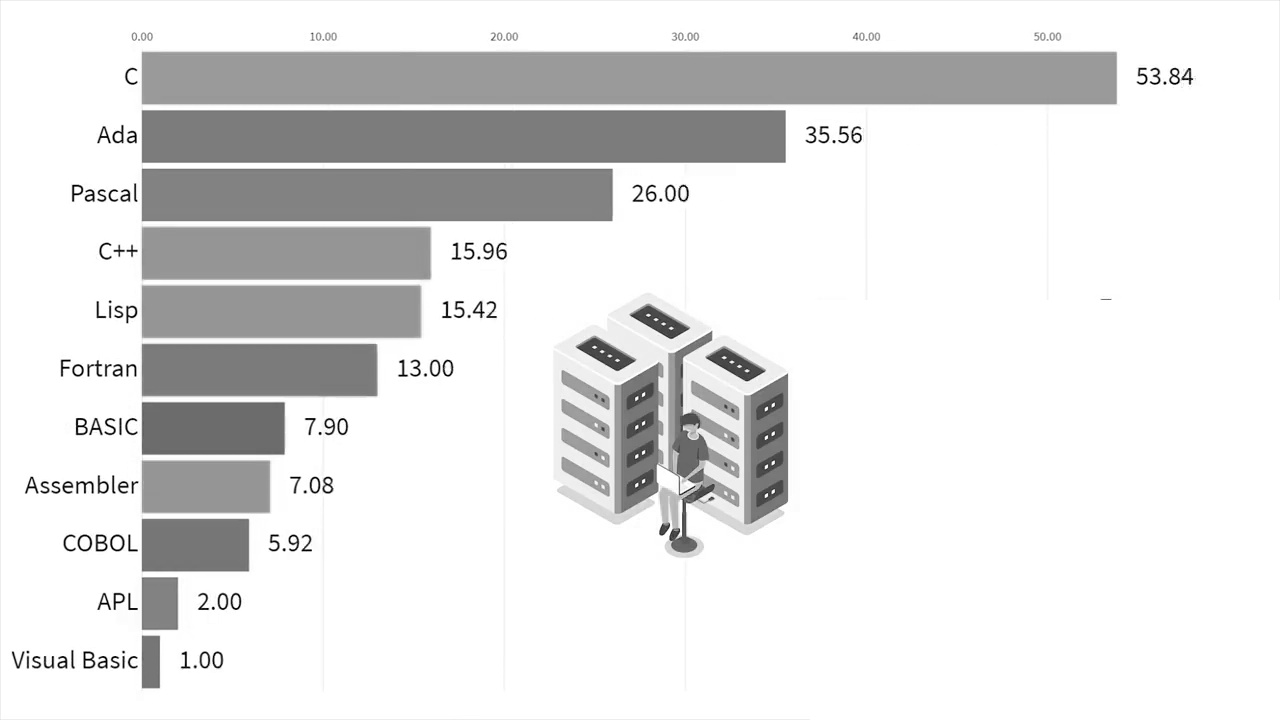 0.00 10.00 20.00 30.00 40.00 50.00
C 53.84
Ada 35.56
Pascal 26.00
C++ 15.96
Lisp 15.42
Fortran 13.00
BASIC 7.90
Assembler 7.08
COBOL 5.92
APL 2.00
Visual Basic 1.00